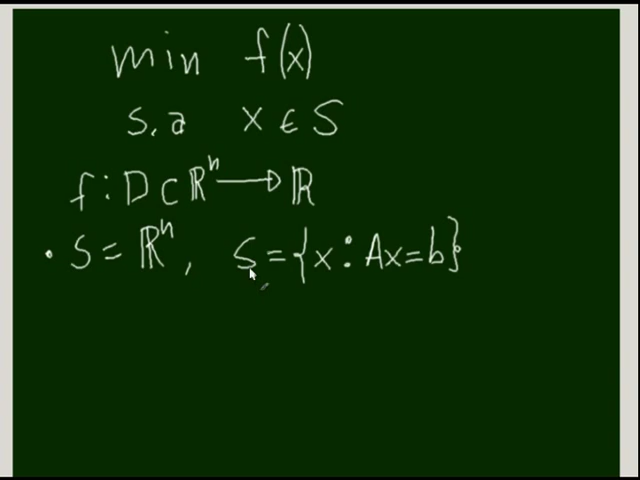 min f(x)
s.a x ∈ S
f: D ⊂ ℝⁿ → ℝ
· S = ℝⁿ, S = {x : Ax = b}